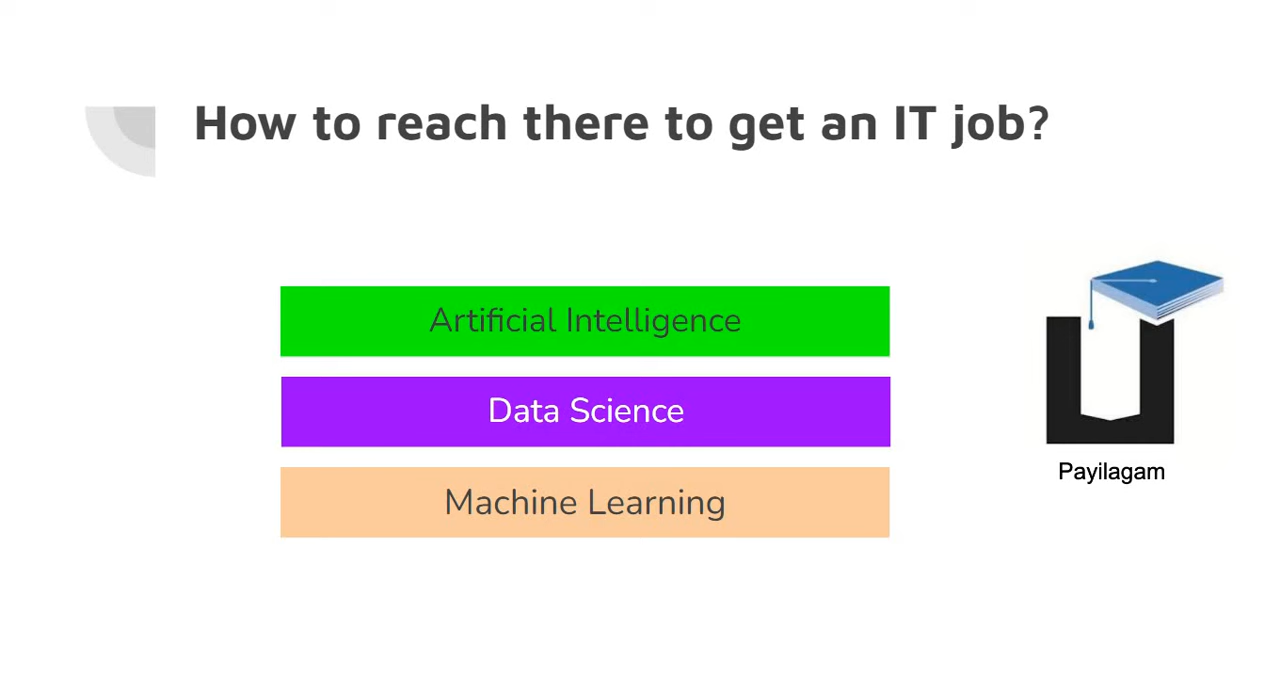 How to reach there to get an IT job?
Artificial Intelligence
Data Science
Machine Learning
Payilagam